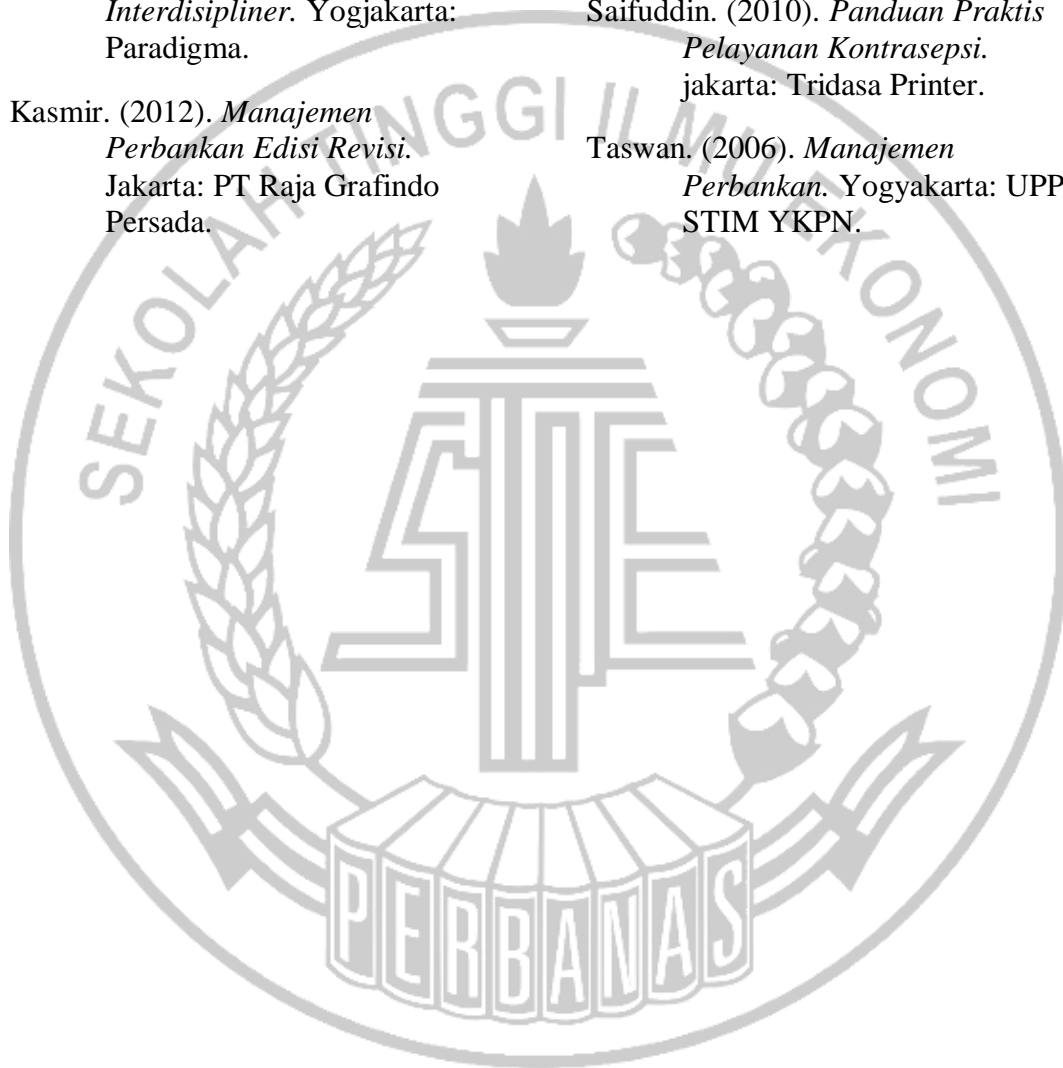 Interdisipliner. Yogjakarta:
Paradigma.
Kasmir. (2012). Manajemen
Perbankan Edisi Revisi.
Jakarta: PT Raja Grafindo
Persada.
Saifuddin. (2010). Panduan Praktis
Pelayanan Kontrasepsi.
jakarta: Tridasa Printer.
Taswan. (2006). Manajemen
Perbankan. Yogyakarta: UPP
STIM YKPN.
SEKOLAH TINGGI ILMU EKONOMI
STIE
PERBANAS